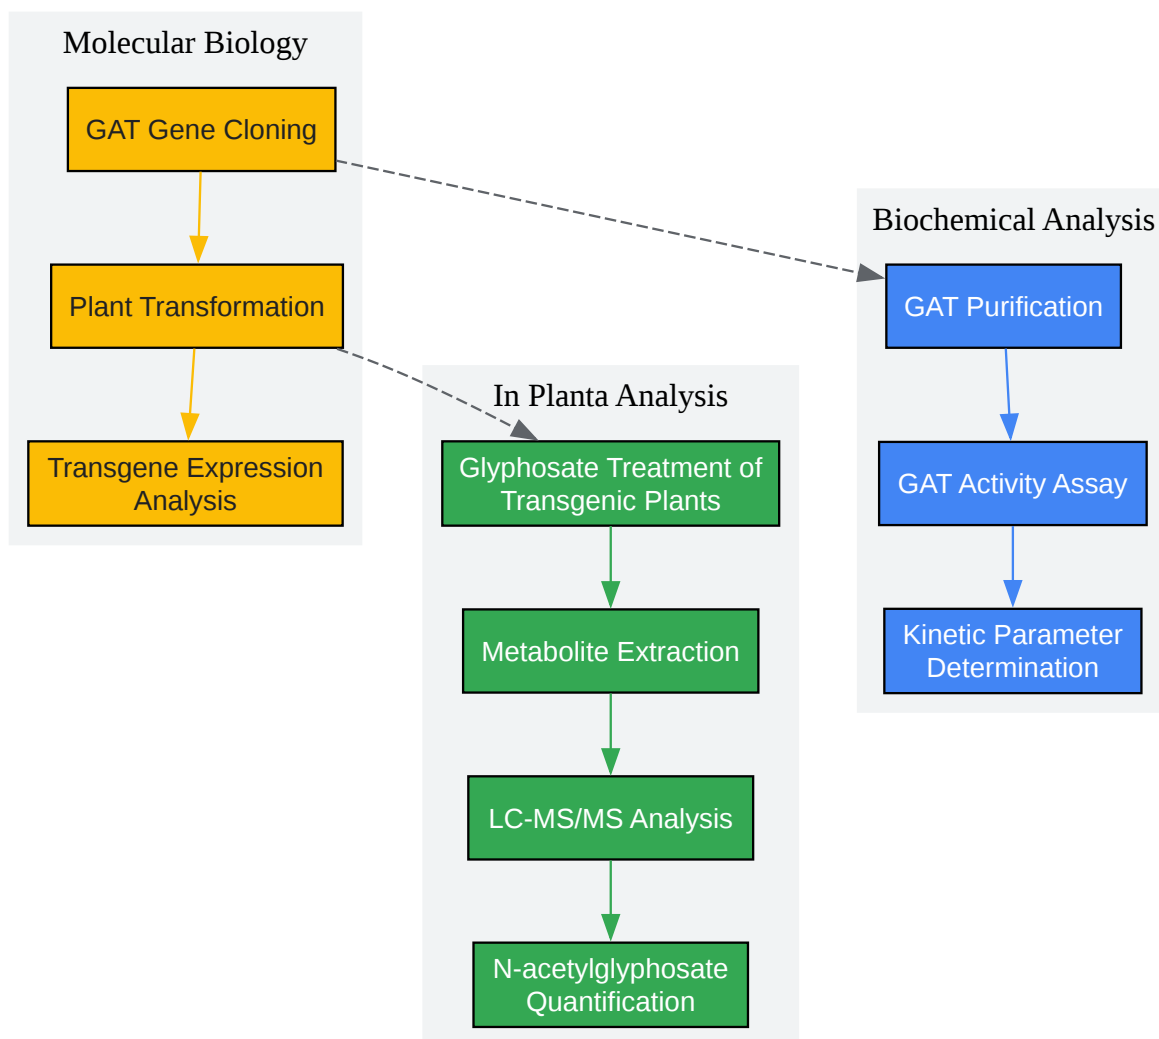 Molecular Biology
GAT Gene Cloning
Plant Transformation
Transgene Expression
Analysis
In Planta Analysis
Glyphosate Treatment of
Transgenic Plants
Metabolite Extraction
LC-MS/MS Analysis
N-acetylglyphosate
Quantification
Biochemical Analysis
GAT Purification
GAT Activity Assay
Kinetic Parameter
Determination